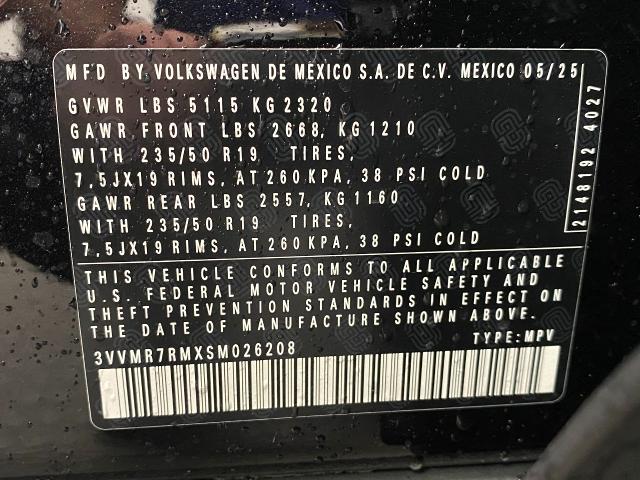 MFD BY. VOLKSWAGEN DE MEXICO S.A. DE C.V. MEXICO 05/25
GVWR LBS 5115 KG 2320
GAWR FRONT LBS 2668, KG 1210
WITH 235/50 R19 TIRES,
7,5JX19 RIMS, AT 260 KPA, 38 PSI COLD
GAWR REAR LBS 2557, KG 1160
WITH 235/50 R19 TIRES,
7,5JX19 RIMS, AT 260 KPA, 38 PSI COLD
THIS VEHICLE CONFORMS TO ALL APPLICABLE
U.S. FEDERAL MOTOR VEHICLE SAFETY AND
THEFT PREVENTION STANDARDS IN EFFECT ON
THE DATE OF MANUFACTURE SHOWN ABOVE.
3VVMR7RMXSM026208 TYPE: MPV
2148192 4027